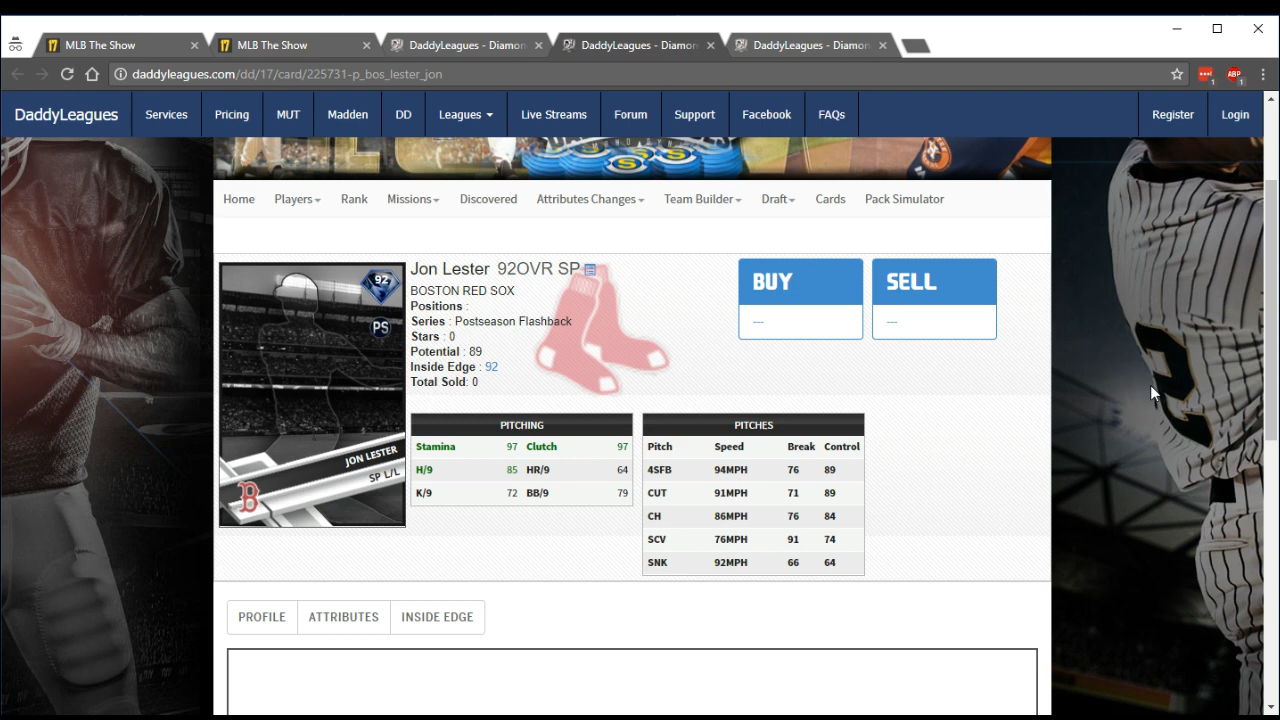 MLB The Show
MLB The Show
DaddyLeagues - Diamon
DaddyLeagues - Diamon
DaddyLeagues - Diamon
daddyleagues.com/dd/17/card/225731-p_bos_lester_jon
ABP
1
1
DaddyLeagues Services Pricing MUT Madden DD Leagues Live Streams Forum Support Facebook FAQs Register Login
Home Players Rank Missions Discovered Attributes Changes Team Builder Draft Cards Pack Simulator
92
PS
JON LESTER
SP L/L
B
Jon Lester 92OVR SP
BOSTON RED SOX
Positions :
Series : Postseason Flashback
Stars : 0
Potential : 89
Inside Edge : 92
Total Sold: 0
BUY
---
SELL
---
PITCHING
Stamina 97 Clutch 97
H/9 85 HR/9 64
K/9 72 BB/9 79
PITCHES
Pitch Speed Break Control
4SFB 94MPH 76 89
CUT 91MPH 71 89
CH 86MPH 76 84
SCV 76MPH 91 74
SNK 92MPH 66 64
PROFILE ATTRIBUTES INSIDE EDGE
2